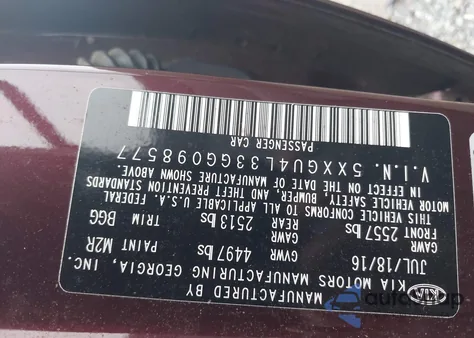 MANUFACTURED BY
KIA MOTORS MANUFACTURING GEORGIA, INC.
JUL/18/16 PAINT M2R TRIM BGG
GVWR 4497 lbs
GAWR FRONT 2557 lbs GAWR REAR 2513 lbs
THIS VEHICLE CONFORMS TO ALL APPLICABLE U.S.A. FEDERAL
MOTOR VEHICLE SAFETY, BUMPER, AND THEFT PREVENTION STANDARDS
IN EFFECT ON THE DATE OF MANUFACTURE SHOWN ABOVE.
V.I.N. 5XXGU4L33GG098577
PASSENGER CAR
KIA